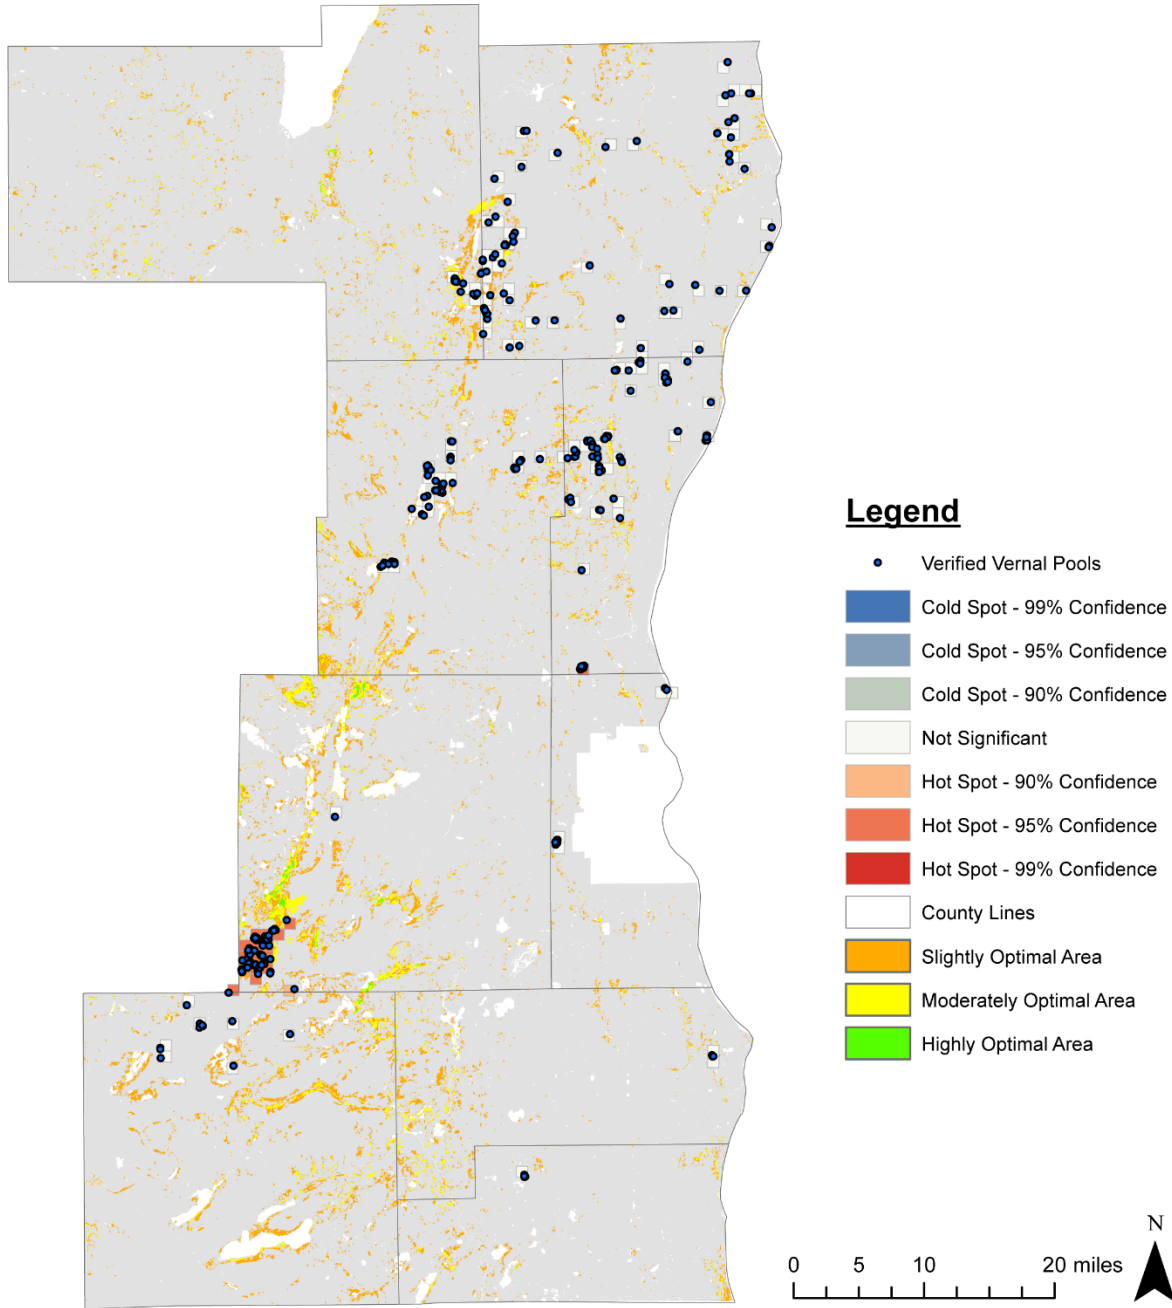 Legend
Verified Vernal Pools
Cold Spot - 99% Confidence
Cold Spot - 95% Confidence
Cold Spot - 90% Confidence
Not Significant
Hot Spot - 90% Confidence
Hot Spot - 95% Confidence
Hot Spot - 99% Confidence
County Lines
Slightly Optimal Area
Moderately Optimal Area
Highly Optimal Area
N
0 5 10 20 miles